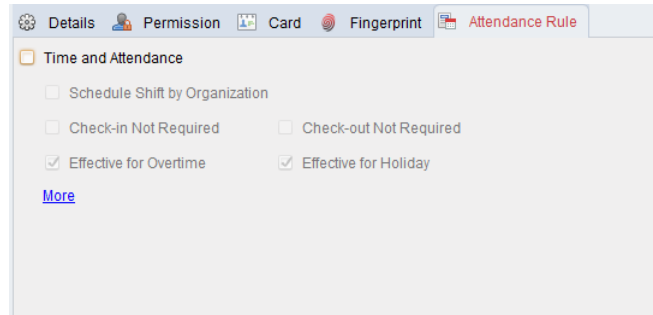 Details Permission Card Fingerprint Attendance Rule
Time and Attendance
Schedule Shift by Organization
Check-in Not Required Check-out Not Required
Effective for Overtime Effective for Holiday
More